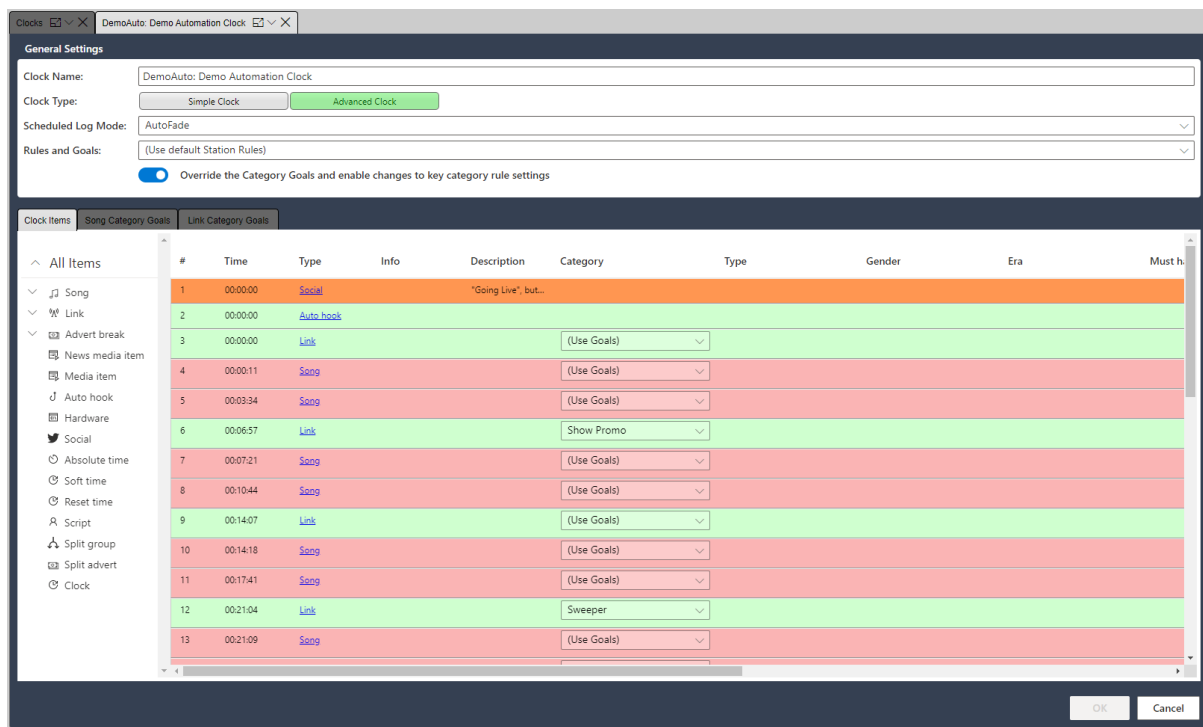 Clocks
DemoAuto: Demo Automation Clock
General Settings
Clock Name: DemoAuto: Demo Automation Clock
Clock Type: Simple Clock Advanced Clock
Scheduled Log Mode: AutoFade
Rules and Goals: (Use default Station Rules)
Override the Category Goals and enable changes to key category rule settings
Clock Items Song Category Goals Link Category Goals
All Items
Song
Link
Advert break
News media item
Media item
Auto hook
Hardware
Social
Absolute time
Soft time
Reset time
Script
Split group
Split advert
Clock
# Time Type Info Description Category Type Gender Era Must ha
1 00:00:00 Social "Going Live", but...
2 00:00:00 Auto hook
3 00:00:00 Link (Use Goals)
4 00:00:11 Song (Use Goals)
5 00:03:34 Song (Use Goals)
6 00:06:57 Link Show Promo
7 00:07:21 Song (Use Goals)
8 00:10:44 Song (Use Goals)
9 00:14:07 Link (Use Goals)
10 00:14:18 Song (Use Goals)
11 00:17:41 Song (Use Goals)
12 00:21:04 Link Sweeper
13 00:21:09 Song (Use Goals)
OK Cancel